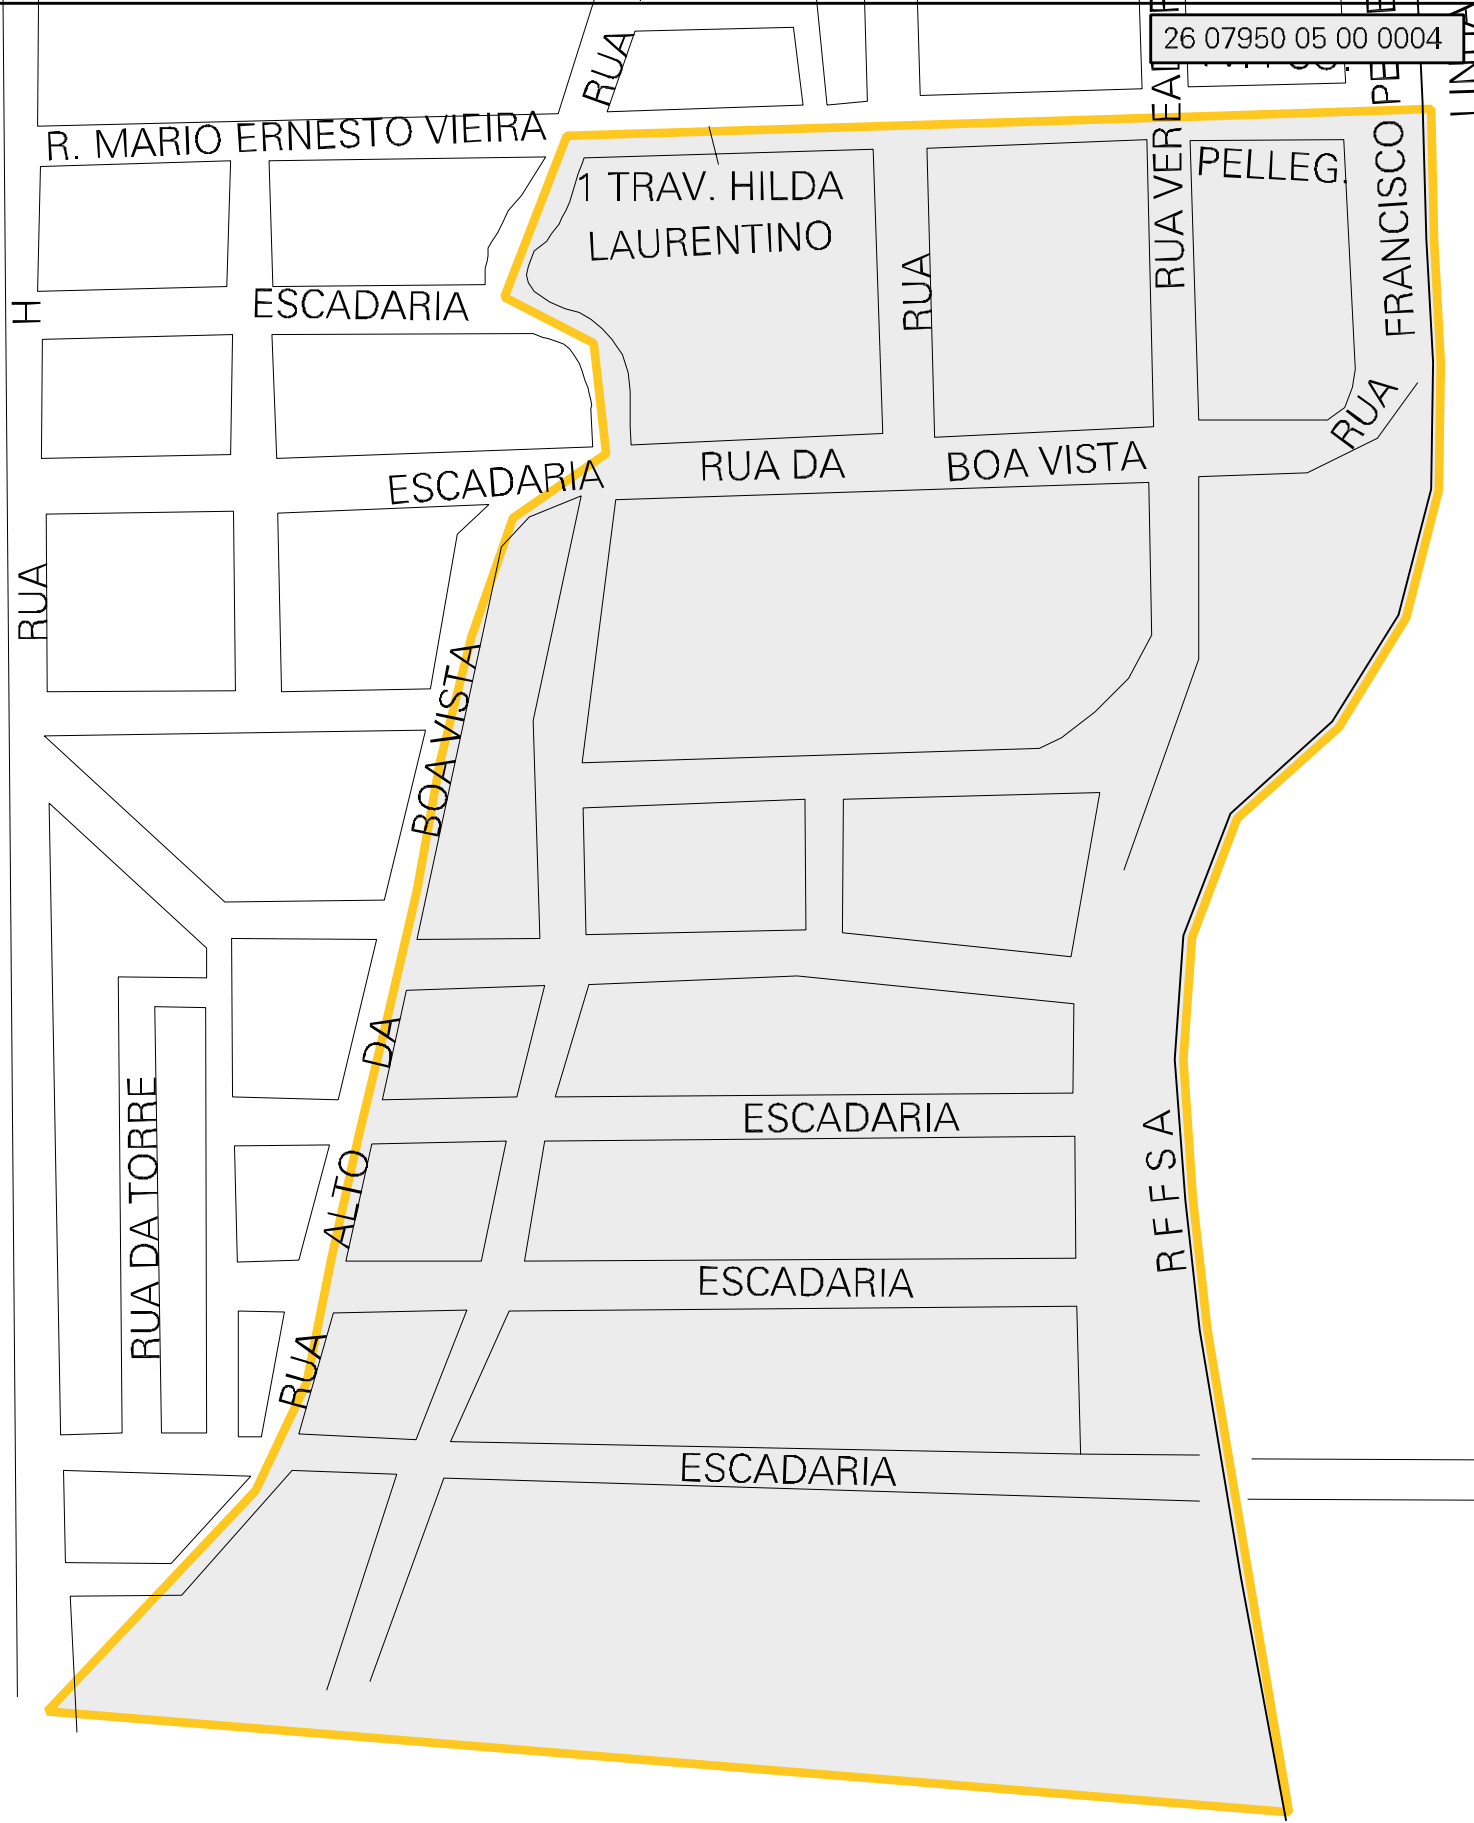 26 07950 05 00 0004
RUA
R. MARIO ERNESTO VIEIRA
1 TRAV. HILDA
LAURENTINO
PELLEG.
RUA
FRANCISCO
H
ESCADARIA
RUA
RUA
ESCADARIA
RUA DA
BOA VISTA
RUA
RUA ALTO DA BOA VISTA
RUA DA TORRE
ESCADARIA
R F F S A
ESCADARIA
ESCADARIA